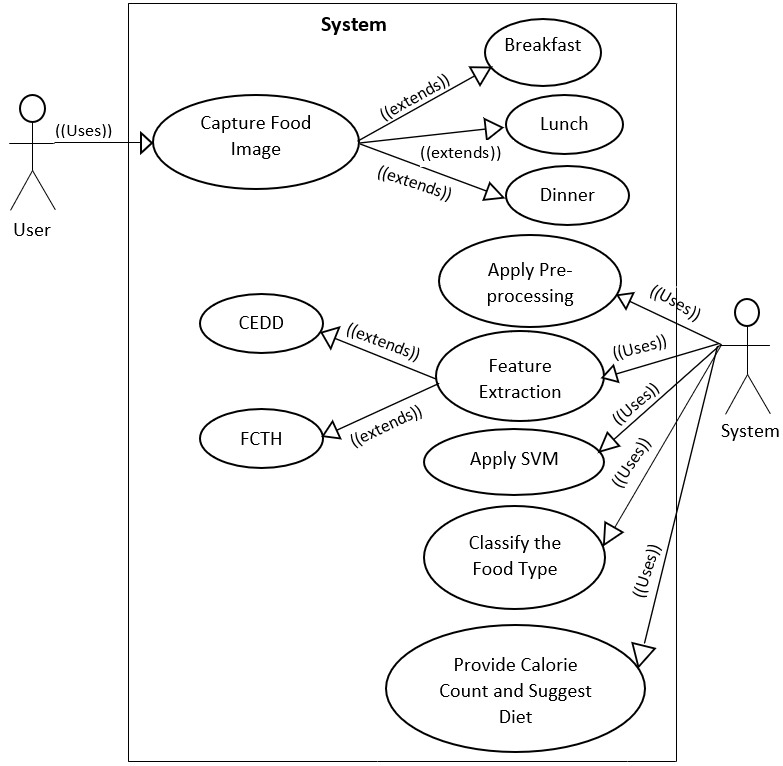 System
Breakfast
((extends))
((Uses))
Capture Food
Image
Lunch
((extends))
((extends))
Dinner
User
Apply Pre-
processing
((Uses))
CEDD
((extends))
Feature
Extraction
((Uses))
((Uses))
System
FCTH
((extends))
Apply SVM
((Uses))
Classify the
Food Type
((Uses))
Provide Calorie
Count and Suggest
Diet